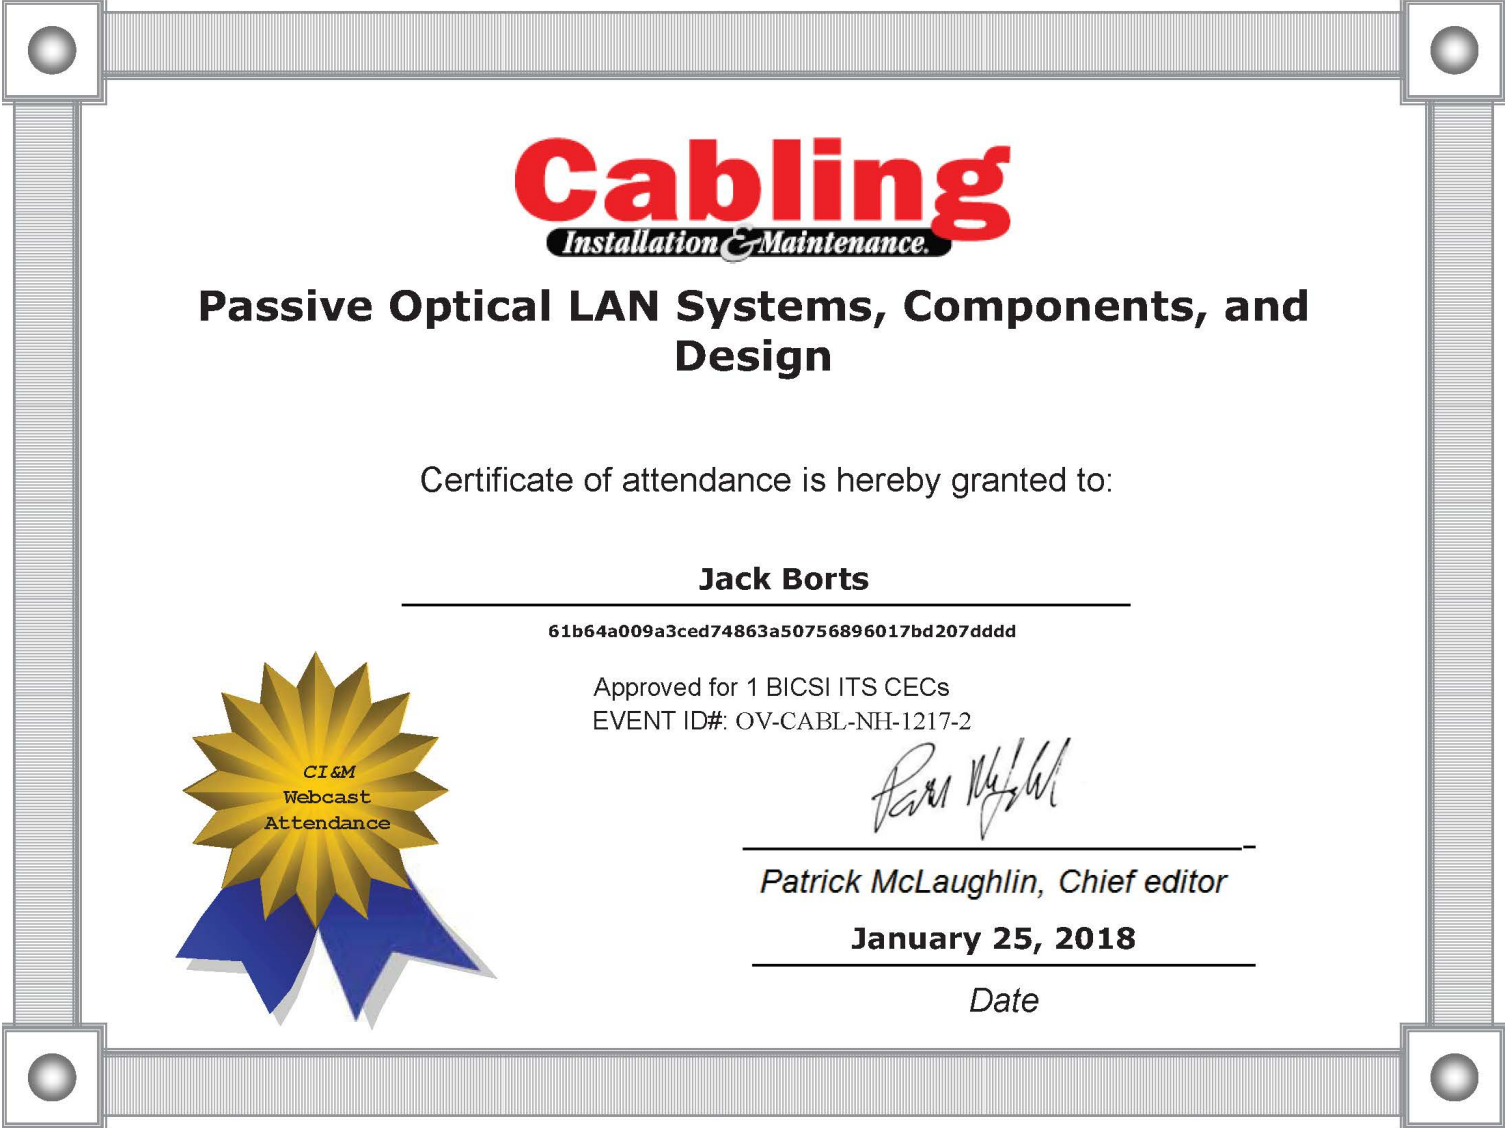 Cabling
Installation & Maintenance.
Passive Optical LAN Systems, Components, and
Design
Certificate of attendance is hereby granted to:
Jack Borts
61b64a009a3ced74863a50756896017bd207dddd
Approved for 1 BICSI ITS CECs
EVENT ID#: OV-CABL-NH-1217-2
CI&M
Webcast
Attendance
Patrick McLaughlin, Chief editor
January 25, 2018
Date